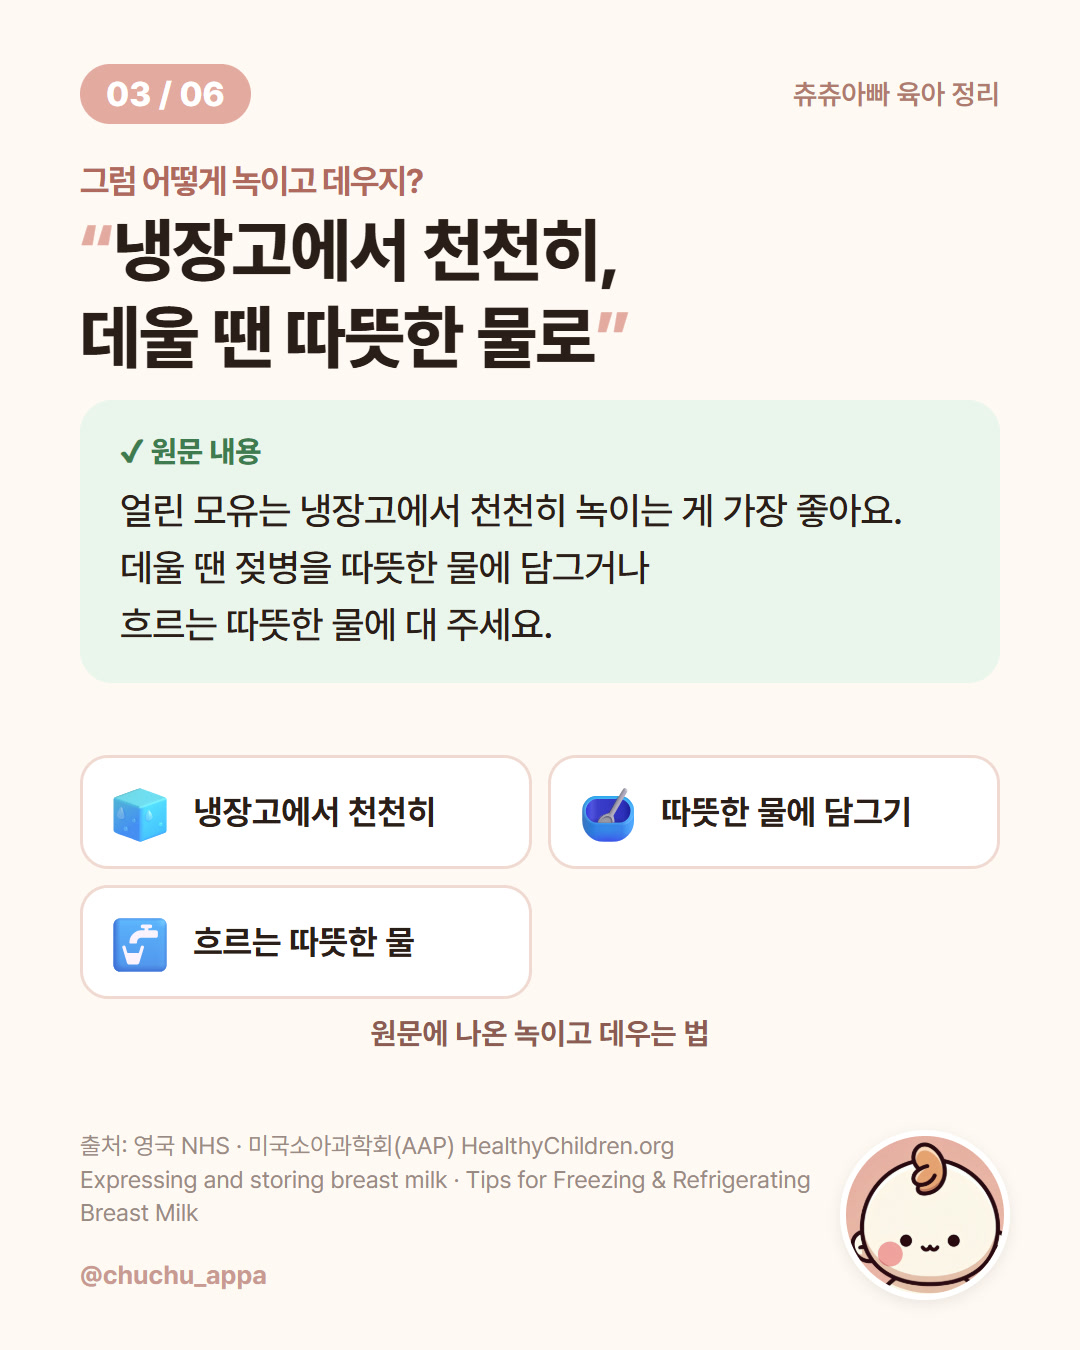 03 / 06
츄츄아빠 육아 정리
그럼 어떻게 녹이고 데우지?
“냉장고에서 천천히,
데울 땐 따뜻한 물로”
✓ 원문 내용
얼린 모유는 냉장고에서 천천히 녹이는 게 가장 좋아요.
데울 땐 젖병을 따뜻한 물에 담그거나
흐르는 따뜻한 물에 대 주세요.
냉장고에서 천천히
따뜻한 물에 담그기
흐르는 따뜻한 물
원문에 나온 녹이고 데우는 법
출처: 영국 NHS · 미국소아과학회(AAP) HealthyChildren.org
Expressing and storing breast milk · Tips for Freezing & Refrigerating
Breast Milk
@chuchu_appa